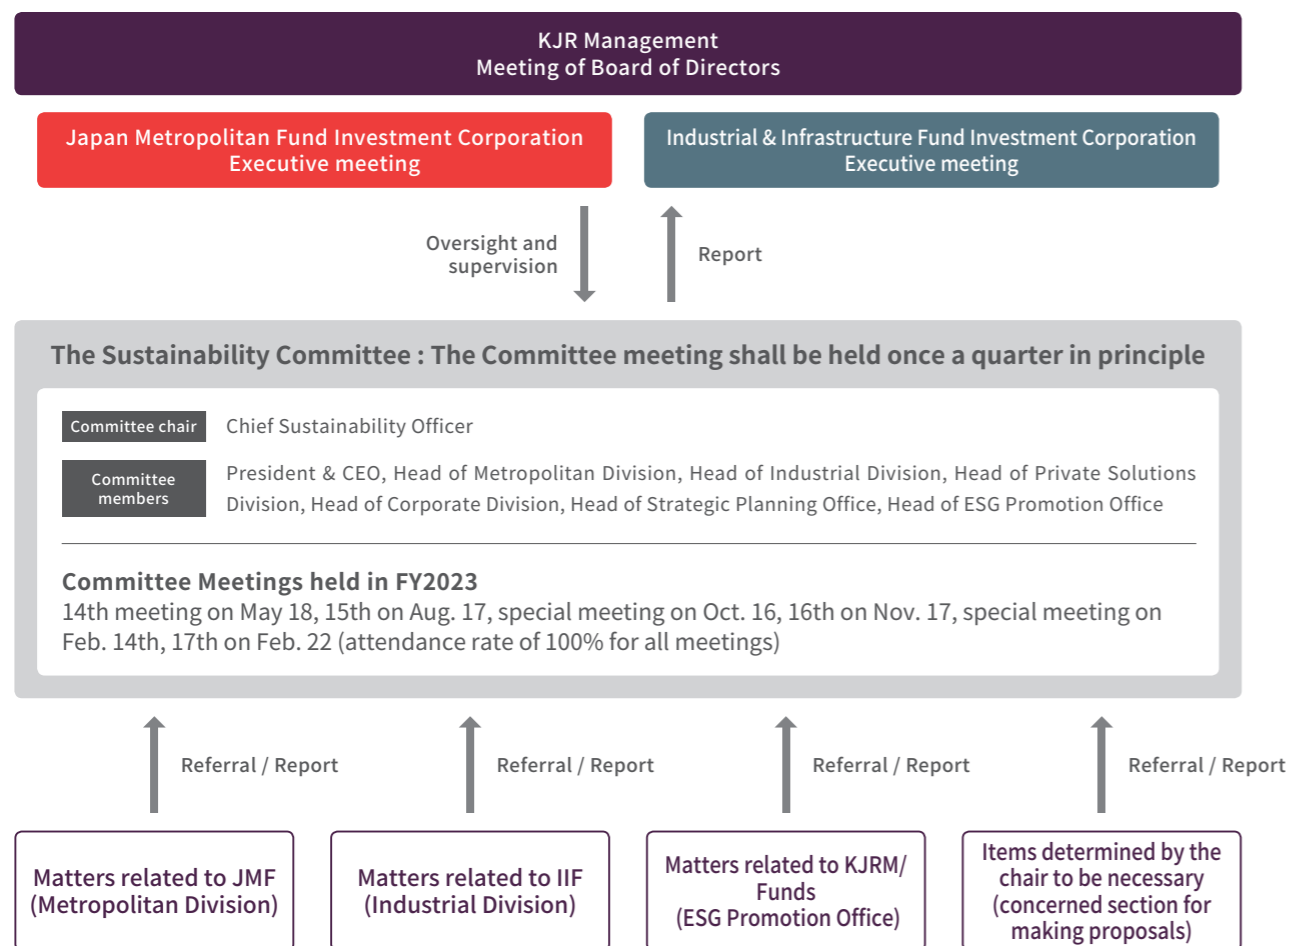 KJR Management
Meeting of Board of Directors
Japan Metropolitan Fund Investment Corporation
Executive meeting
Industrial & Infrastructure Fund Investment Corporation
Executive meeting
Oversight and
supervision
Report
The Sustainability Committee : The Committee meeting shall be held once a quarter in principle
Committee chair
Chief Sustainability Officer
Committee
members
President & CEO, Head of Metropolitan Division, Head of Industrial Division, Head of Private Solutions
Division, Head of Corporate Division, Head of Strategic Planning Office, Head of ESG Promotion Office
Committee Meetings held in FY2023
14th meeting on May 18, 15th on Aug. 17, special meeting on Oct. 16, 16th on Nov. 17, special meeting on
Feb. 14th, 17th on Feb. 22 (attendance rate of 100% for all meetings)
Referral / Report
Referral / Report
Referral / Report
Referral / Report
Matters related to JMF
(Metropolitan Division)
Matters related to IIF
(Industrial Division)
Matters related to KJRM/
Funds
(ESG Promotion Office)
Items determined by the
chair to be necessary
(concerned section for
making proposals)